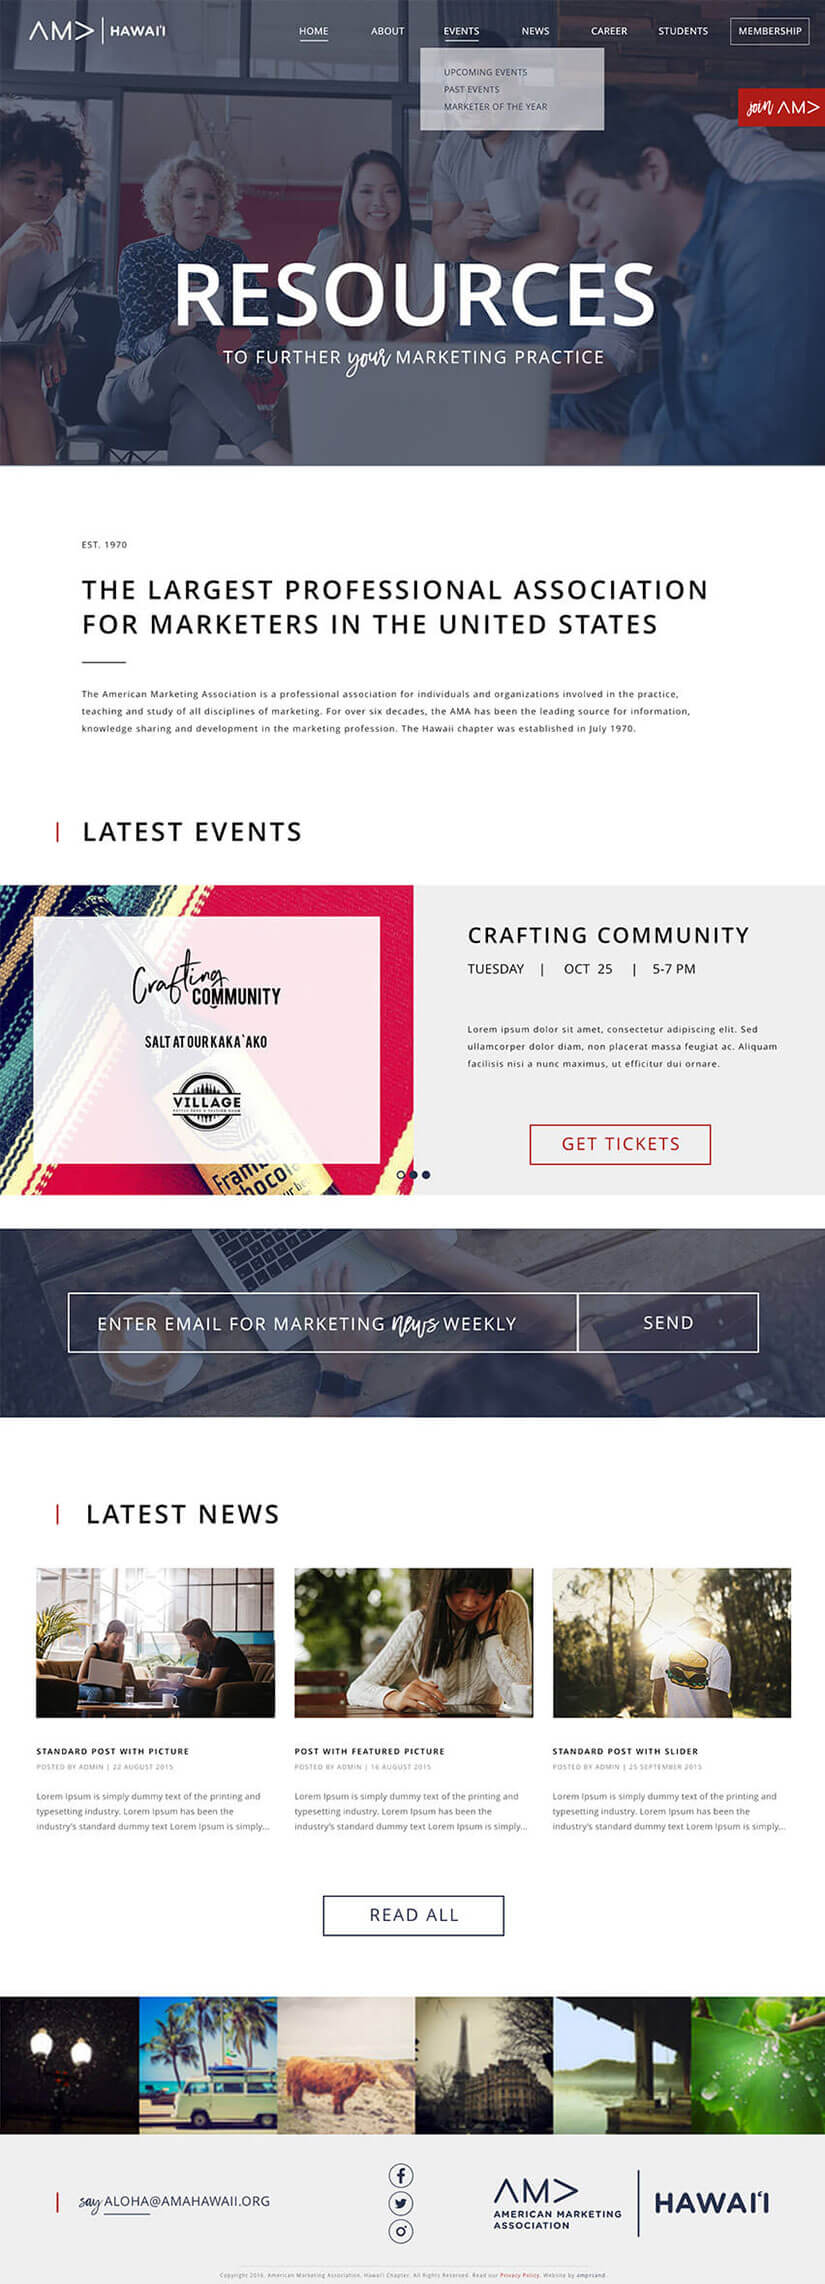 AMA | HAWAI'I
HOME ABOUT EVENTS NEWS CAREER STUDENTS MEMBERSHIP
UPCOMING EVENTS
PAST EVENTS
MARKETER OF THE YEAR
join AMA
RESOURCES
TO FURTHER your MARKETING PRACTICE
EST. 1970
THE LARGEST PROFESSIONAL ASSOCIATION
FOR MARKETERS IN THE UNITED STATES
The American Marketing Association is a professional association for individuals and organizations involved in the practice,
teaching and study of all disciplines of marketing. For over six decades, the AMA has been the leading source for information,
knowledge sharing and development in the marketing profession. The Hawaii chapter was established in July 1970.
LATEST EVENTS
Crafting
COMMUNITY
SALT AT OUR KAKA`AKO
VILLAGE
CRAFTING COMMUNITY
TUESDAY | OCT 25 | 5-7 PM
Lorem ipsum dolor sit amet, consectetur adipiscing elit. Sed
ullamcorper dolor diam, non placerat massa feugiat ac. Aliquam
facilisis nisi a nunc maximus, ut efficitur dui ornare.
GET TICKETS
ENTER EMAIL FOR MARKETING news WEEKLY SEND
LATEST NEWS
STANDARD POST WITH PICTURE
POSTED BY ADMIN | 22 AUGUST 2015
Lorem Ipsum is simply dummy text of the printing and
typesetting industry. Lorem Ipsum has been the
industry's standard dummy text Lorem Ipsum is simply...
POST WITH FEATURED PICTURE
POSTED BY ADMIN | 16 AUGUST 2015
Lorem Ipsum is simply dummy text of the printing and
typesetting industry. Lorem Ipsum has been the
industry's standard dummy text Lorem Ipsum is simply...
STANDARD POST WITH SLIDER
POSTED BY ADMIN | 25 SEPTEMBER 2015
Lorem Ipsum is simply dummy text of the printing and
typesetting industry. Lorem Ipsum has been the
industry's standard dummy text Lorem Ipsum is simply...
READ ALL
say ALOHA@AMAHAWAII.ORG
AMA
AMERICAN MARKETING
ASSOCIATION
HAWAI'I
Copyright 2016. American Marketing Association, Hawai'i Chapter. All Rights Reserved. Read our Privacy Policy. Website by